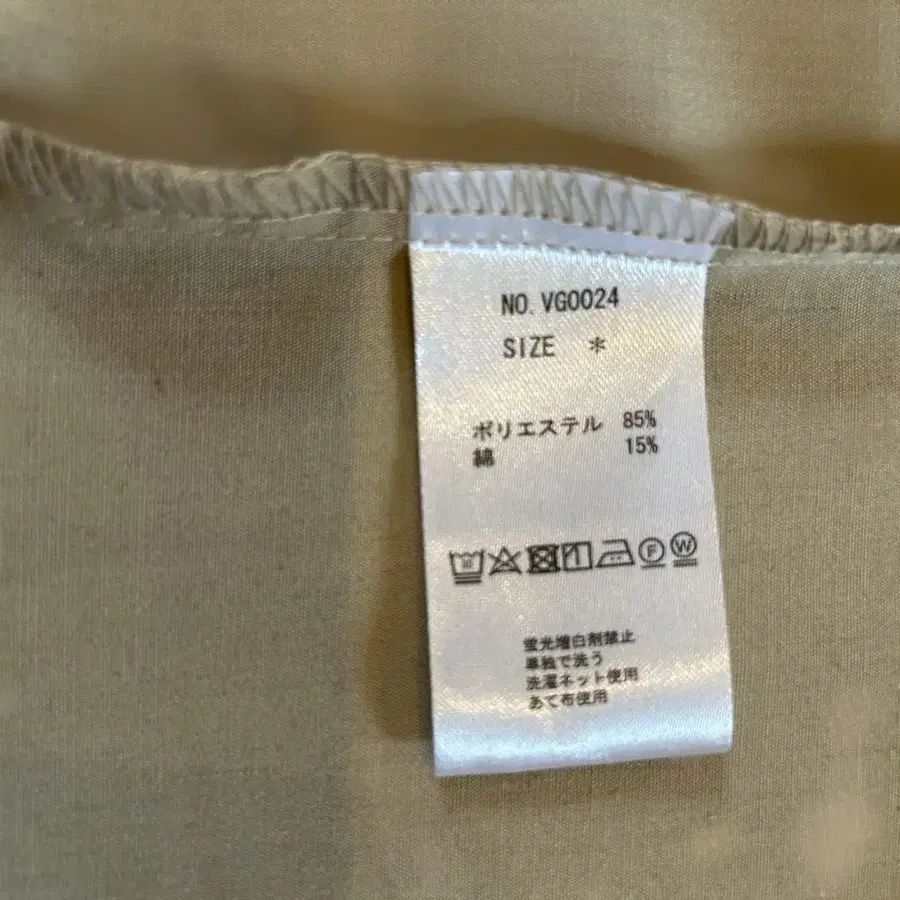 NO. VG0024
SIZE *
ポリエステル 85%
綿 15%
F W
蛍光増白剤禁止
単独で洗う
洗濯ネット使用
あて布使用